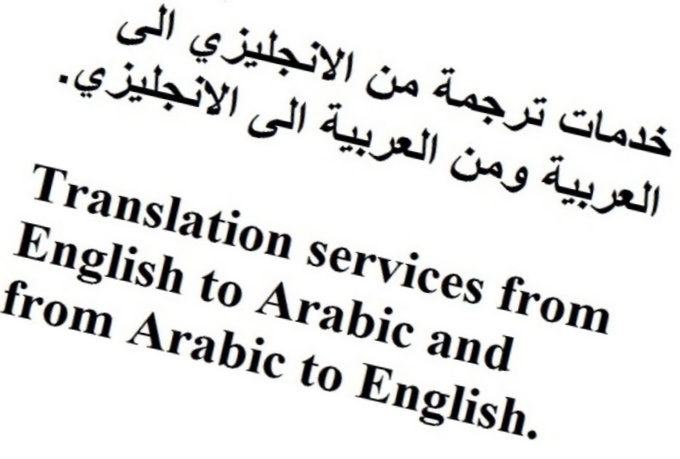 خدمات ترجمة من الانجليزي الى
العربية ومن العربية الى الانجليزي.
Translation services from
English to Arabic and
from Arabic to English.